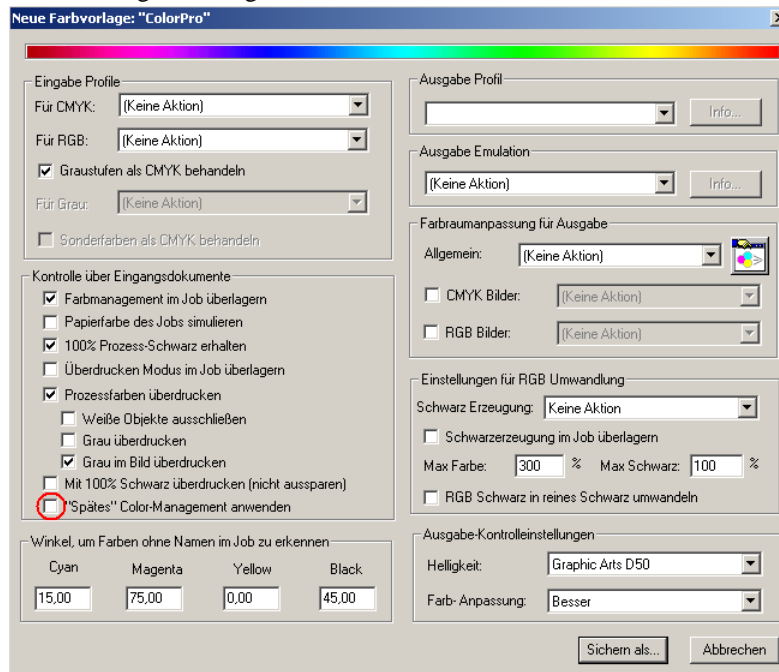 Neue Farbvorlage: "ColorPro"
Eingabe Profile
Für CMYK: (Keine Aktion)
Für RGB: (Keine Aktion)
Graustufen als CMYK behandeln
Für Grau: (Keine Aktion)
Sonderfarben als CMYK behandeln
Kontrolle über Eingangsdokumente
Farbmanagement im Job überlagern
Papierfarbe des Jobs simulieren
100% Prozess-Schwarz erhalten
Überdrucken Modus im Job überlagern
Prozessfarben überdrucken
Weiße Objekte ausschließen
Grau überdrucken
Grau im Bild überdrucken
Mit 100% Schwarz überdrucken (nicht aussparen)
"Spätes" Color-Management anwenden
Winkel, um Farben ohne Namen im Job zu erkennen
Cyan Magenta Yellow Black
15,00 75,00 0,00 45,00
Ausgabe Profil
Info...
Ausgabe Emulation
(Keine Aktion) Info...
Farbraumanpassung für Ausgabe
Allgemein: (Keine Aktion)
CMYK Bilder: (Keine Aktion)
RGB Bilder: (Keine Aktion)
Einstellungen für RGB Umwandlung
Schwarz Erzeugung: Keine Aktion
Schwarzerzeugung im Job überlagern
Max Farbe: 300 % Max Schwarz: 100 %
RGB Schwarz in reines Schwarz umwandeln
Ausgabe-Kontrolleinstellungen
Helligkeit: Graphic Arts D50
Farb- Anpassung: Besser
Sichern als... Abbrechen